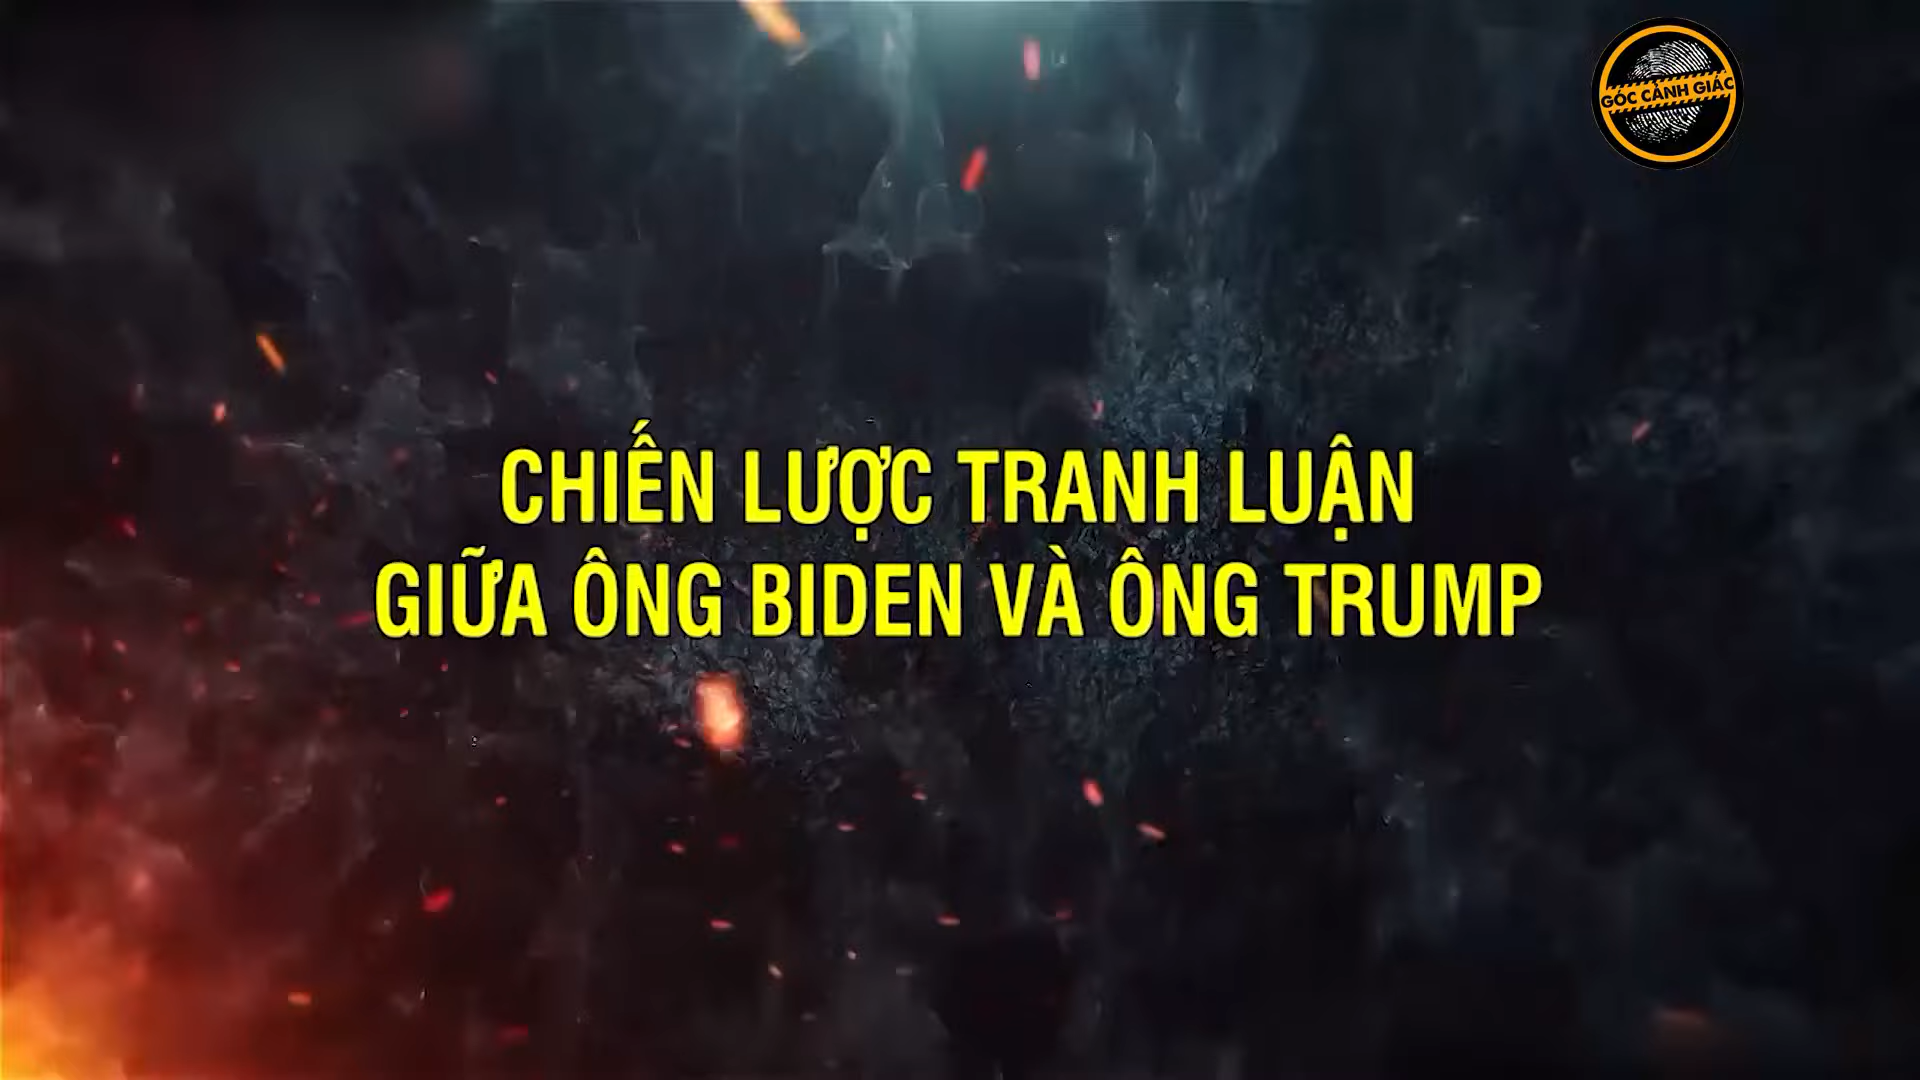 GÓC CẢNH GIÁC
CHIẾN LƯỢC TRANH LUẬN
GIỮA ÔNG BIDEN VÀ ÔNG TRUMP